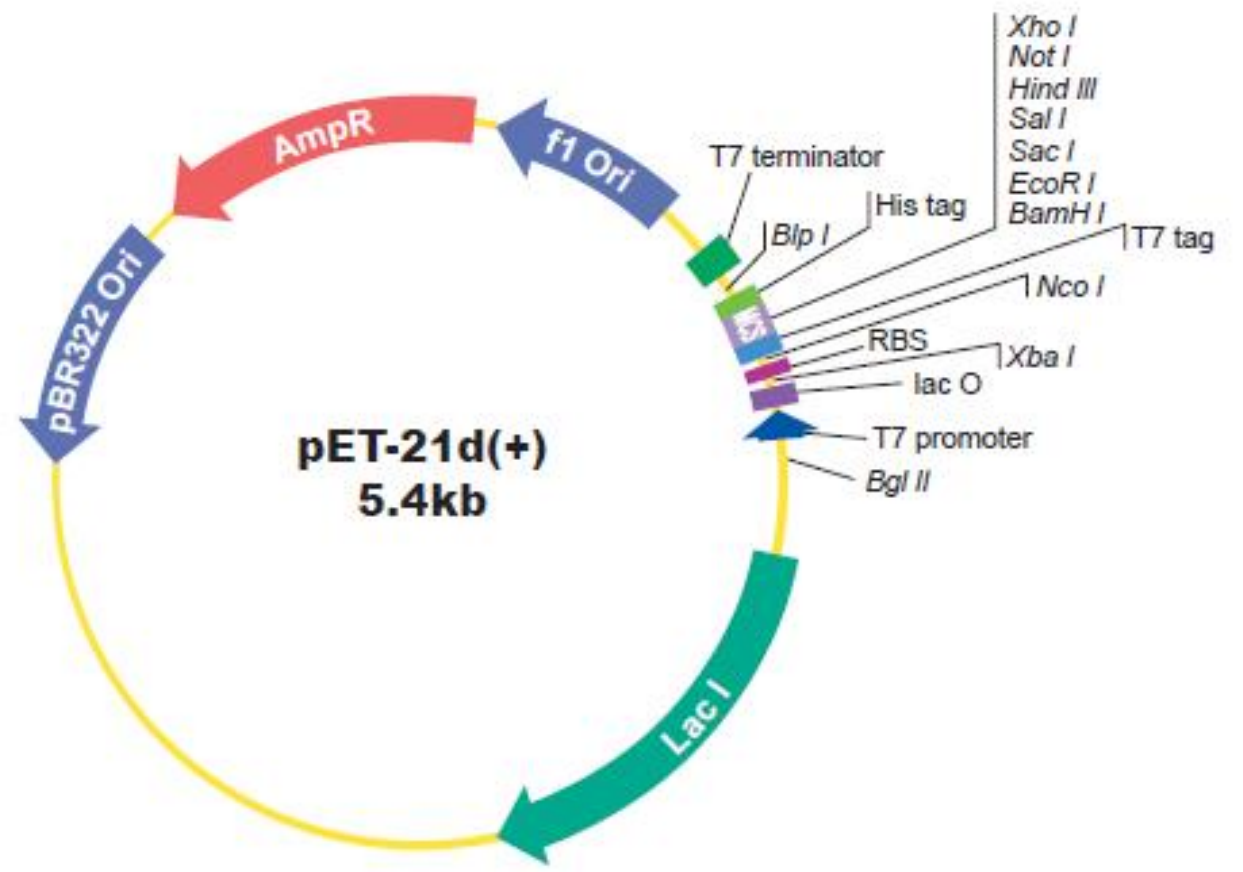 Xho I
Not I
Hind III
Sal I
Sac I
EcoR I
BamH I
AmpR
f1 Ori
T7 terminator
His tag
Blp I
T7 tag
Nco I
MCS
RBS
Xba I
lac O
pBR322 Ori
T7 promoter
Bgl II
pET-21d(+)
5.4kb
Lac I